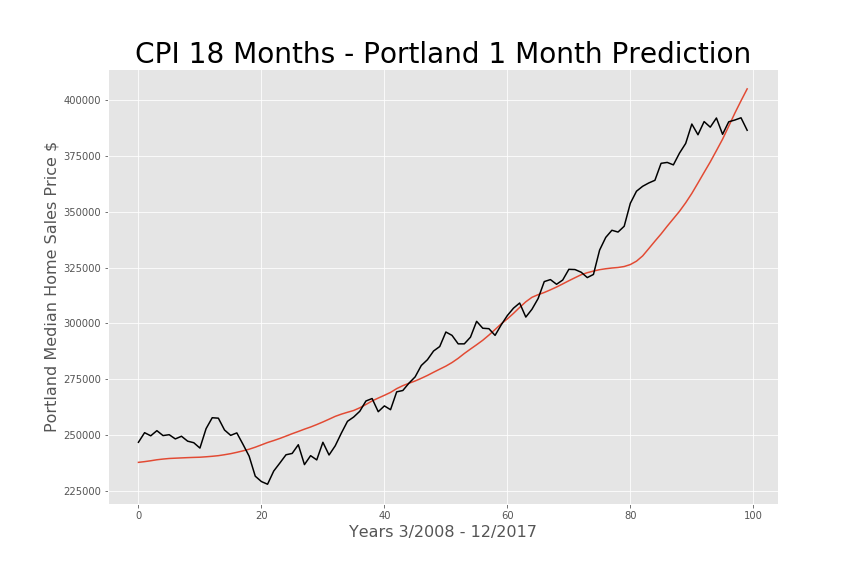 CPI 18 Months - Portland 1 Month Prediction
Portland Median Home Sales Price $
400000
375000
350000
325000
300000
275000
250000
225000
0 20 40 60 80 100
Years 3/2008 - 12/2017